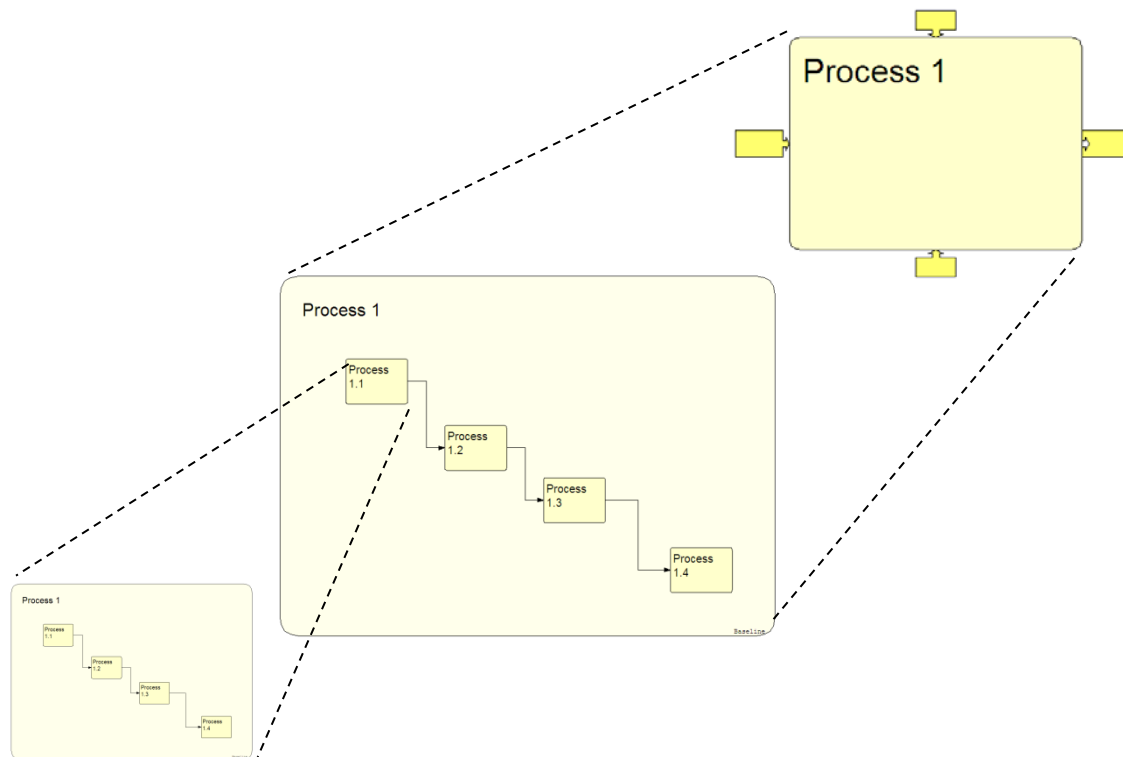 Process 1
Process 1
Process
1.1
Process
1.2
Process
1.3
Process
1.4
Baseline
Process 1
Process
1.1
Process
1.2
Process
1.3
Process
1.4